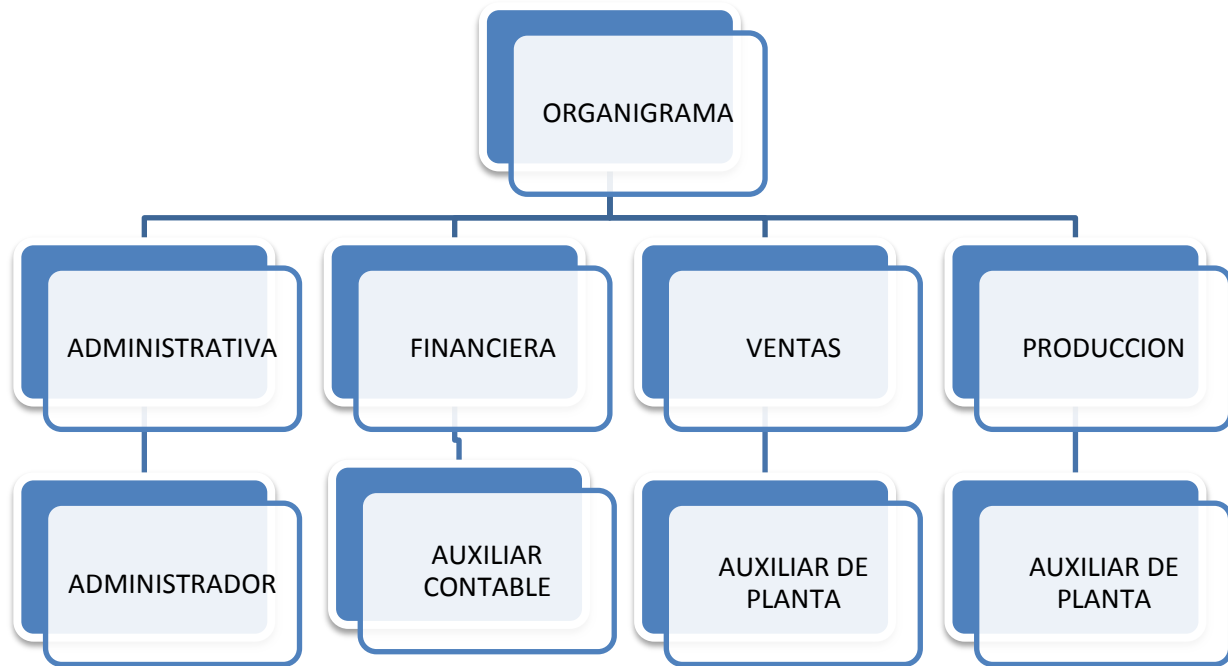 ORGANIGRAMA
ADMINISTRATIVA
FINANCIERA
VENTAS
PRODUCCION
ADMINISTRADOR
AUXILIAR
CONTABLE
AUXILIAR DE
PLANTA
AUXILIAR DE
PLANTA